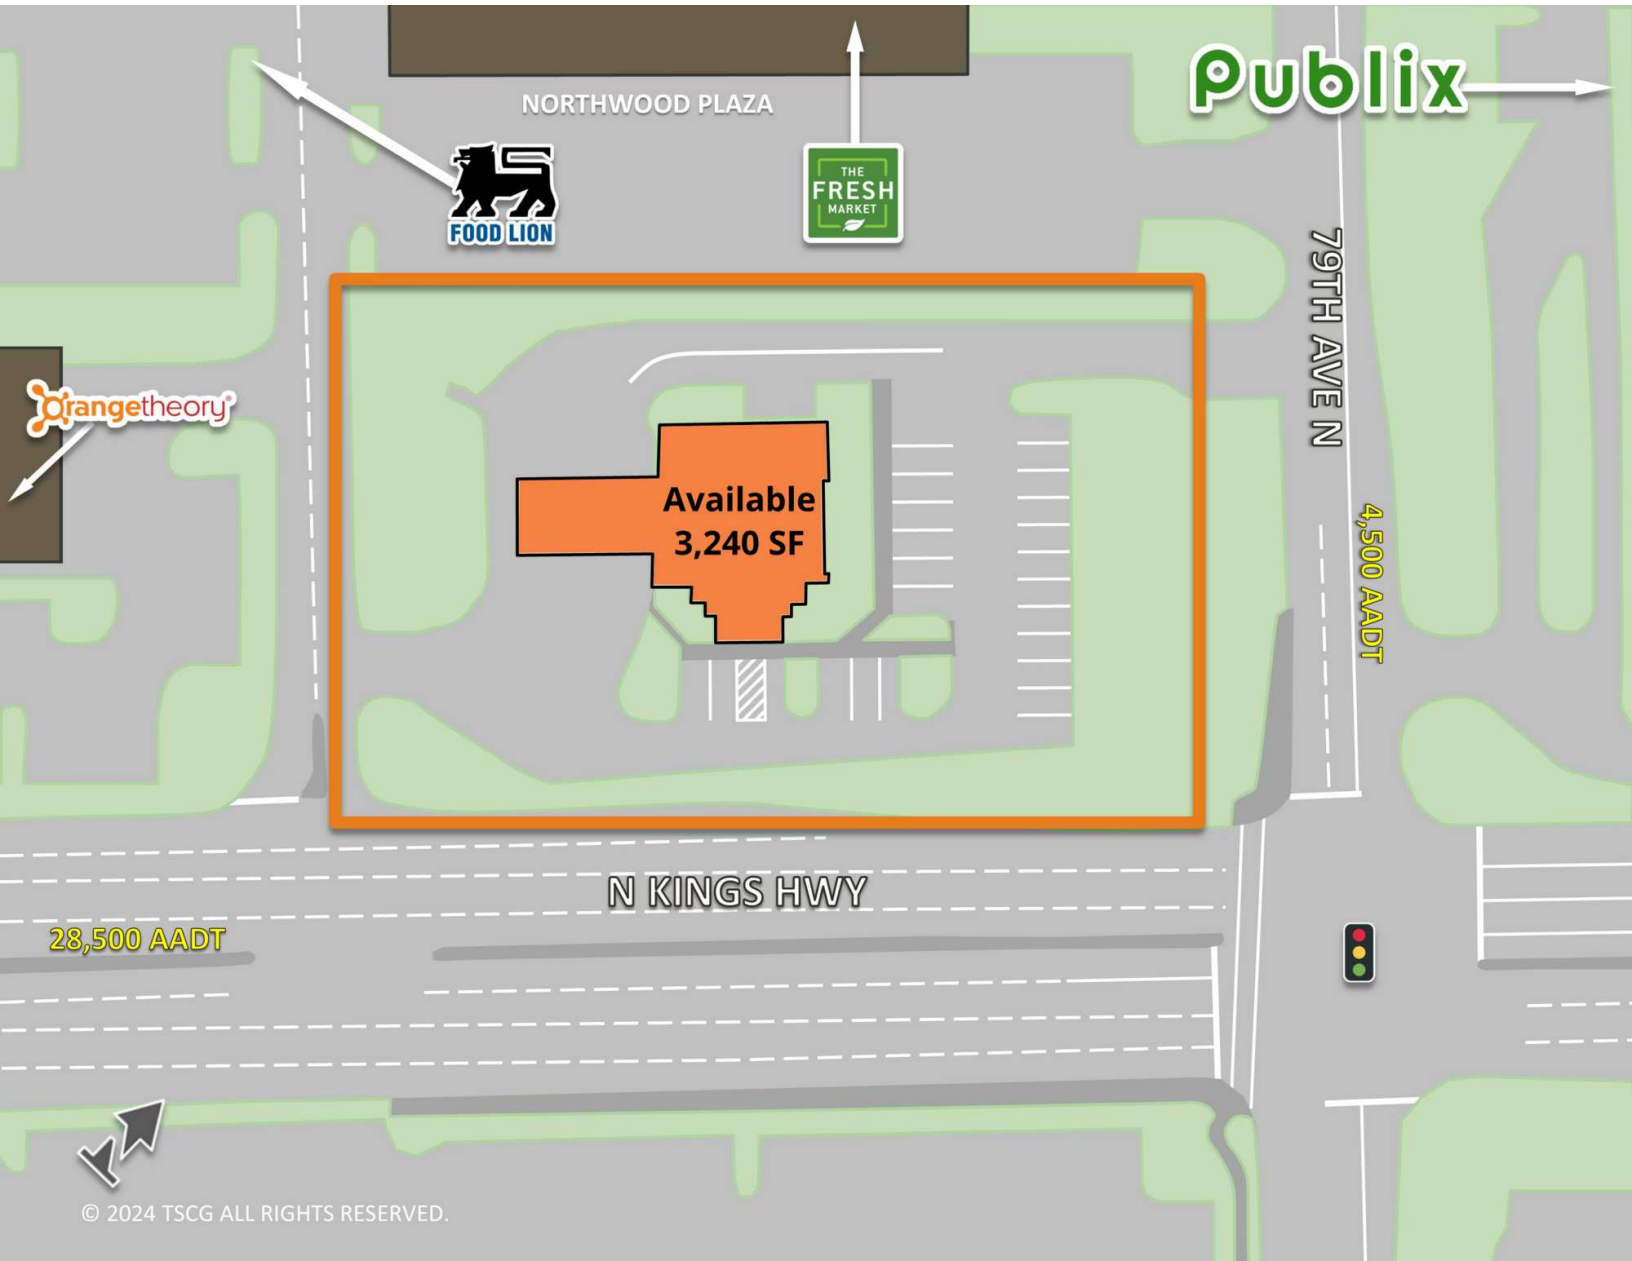 Publix
NORTHWOOD PLAZA
FOOD LION
THE
FRESH
MARKET
79TH AVE N
orangetheory®
Available
3,240 SF
4,500 AADT
N KINGS HWY
28,500 AADT
© 2024 TSCG ALL RIGHTS RESERVED.